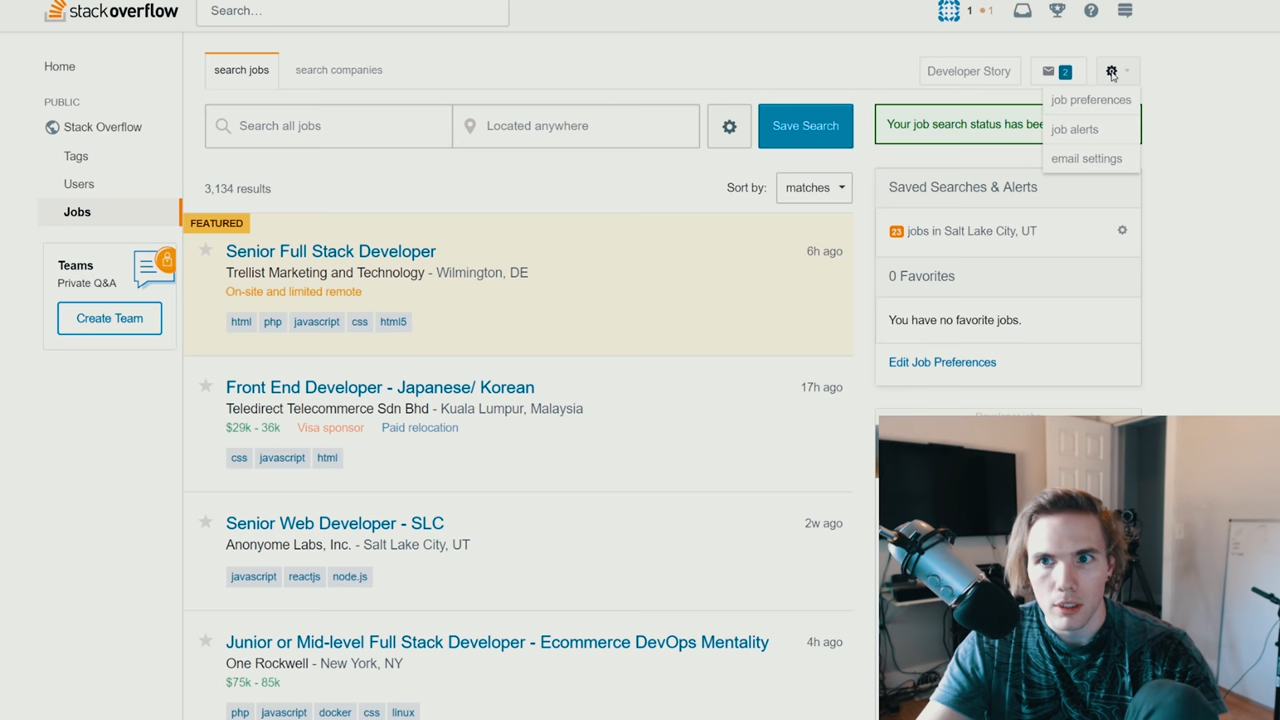 stackoverflow
Search...
1 1
Home
PUBLIC
Stack Overflow
Tags
Users
Jobs
Teams
Private Q&A
Create Team
search jobs
search companies
Developer Story
2
job preferences
job alerts
email settings
Search all jobs
Located anywhere
Save Search
Your job search status has
3,134 results
Sort by:
matches
FEATURED
Senior Full Stack Developer
6h ago
Trellist Marketing and Technology - Wilmington, DE
On-site and limited remote
html php javascript css html5
Front End Developer - Japanese/ Korean
17h ago
Teledirect Telecommerce Sdn Bhd - Kuala Lumpur, Malaysia
$29k - 36k Visa sponsor Paid relocation
css javascript html
Senior Web Developer - SLC
2w ago
Anonyome Labs, Inc. - Salt Lake City, UT
javascript reactjs node.js
Junior or Mid-level Full Stack Developer - Ecommerce DevOps Mentality
4h ago
One Rockwell - New York, NY
$75k - 85k
php javascript docker css linux
Saved Searches & Alerts
23 jobs in Salt Lake City, UT
0 Favorites
You have no favorite jobs.
Edit Job Preferences